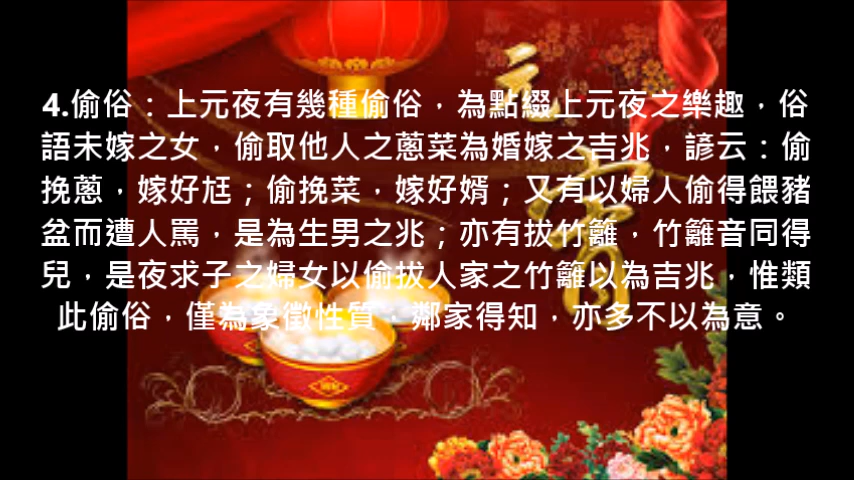 4.偷俗：上元夜有幾種偷俗，為點綴上元夜之樂趣，俗
語未嫁之女，偷取他人之蔥菜為婚嫁之吉兆，諺云：偷
挽蔥，嫁好尪；偷挽菜，嫁好婿；又有以婦人偷得餵豬
盆而遭人罵，是為生男之兆；亦有拔竹籬，竹籬音同得
兒，是夜求子之婦女以偷拔人家之竹籬以為吉兆，惟類
此偷俗，僅為象徵性質，鄰家得知，亦多不以為意。
元宵